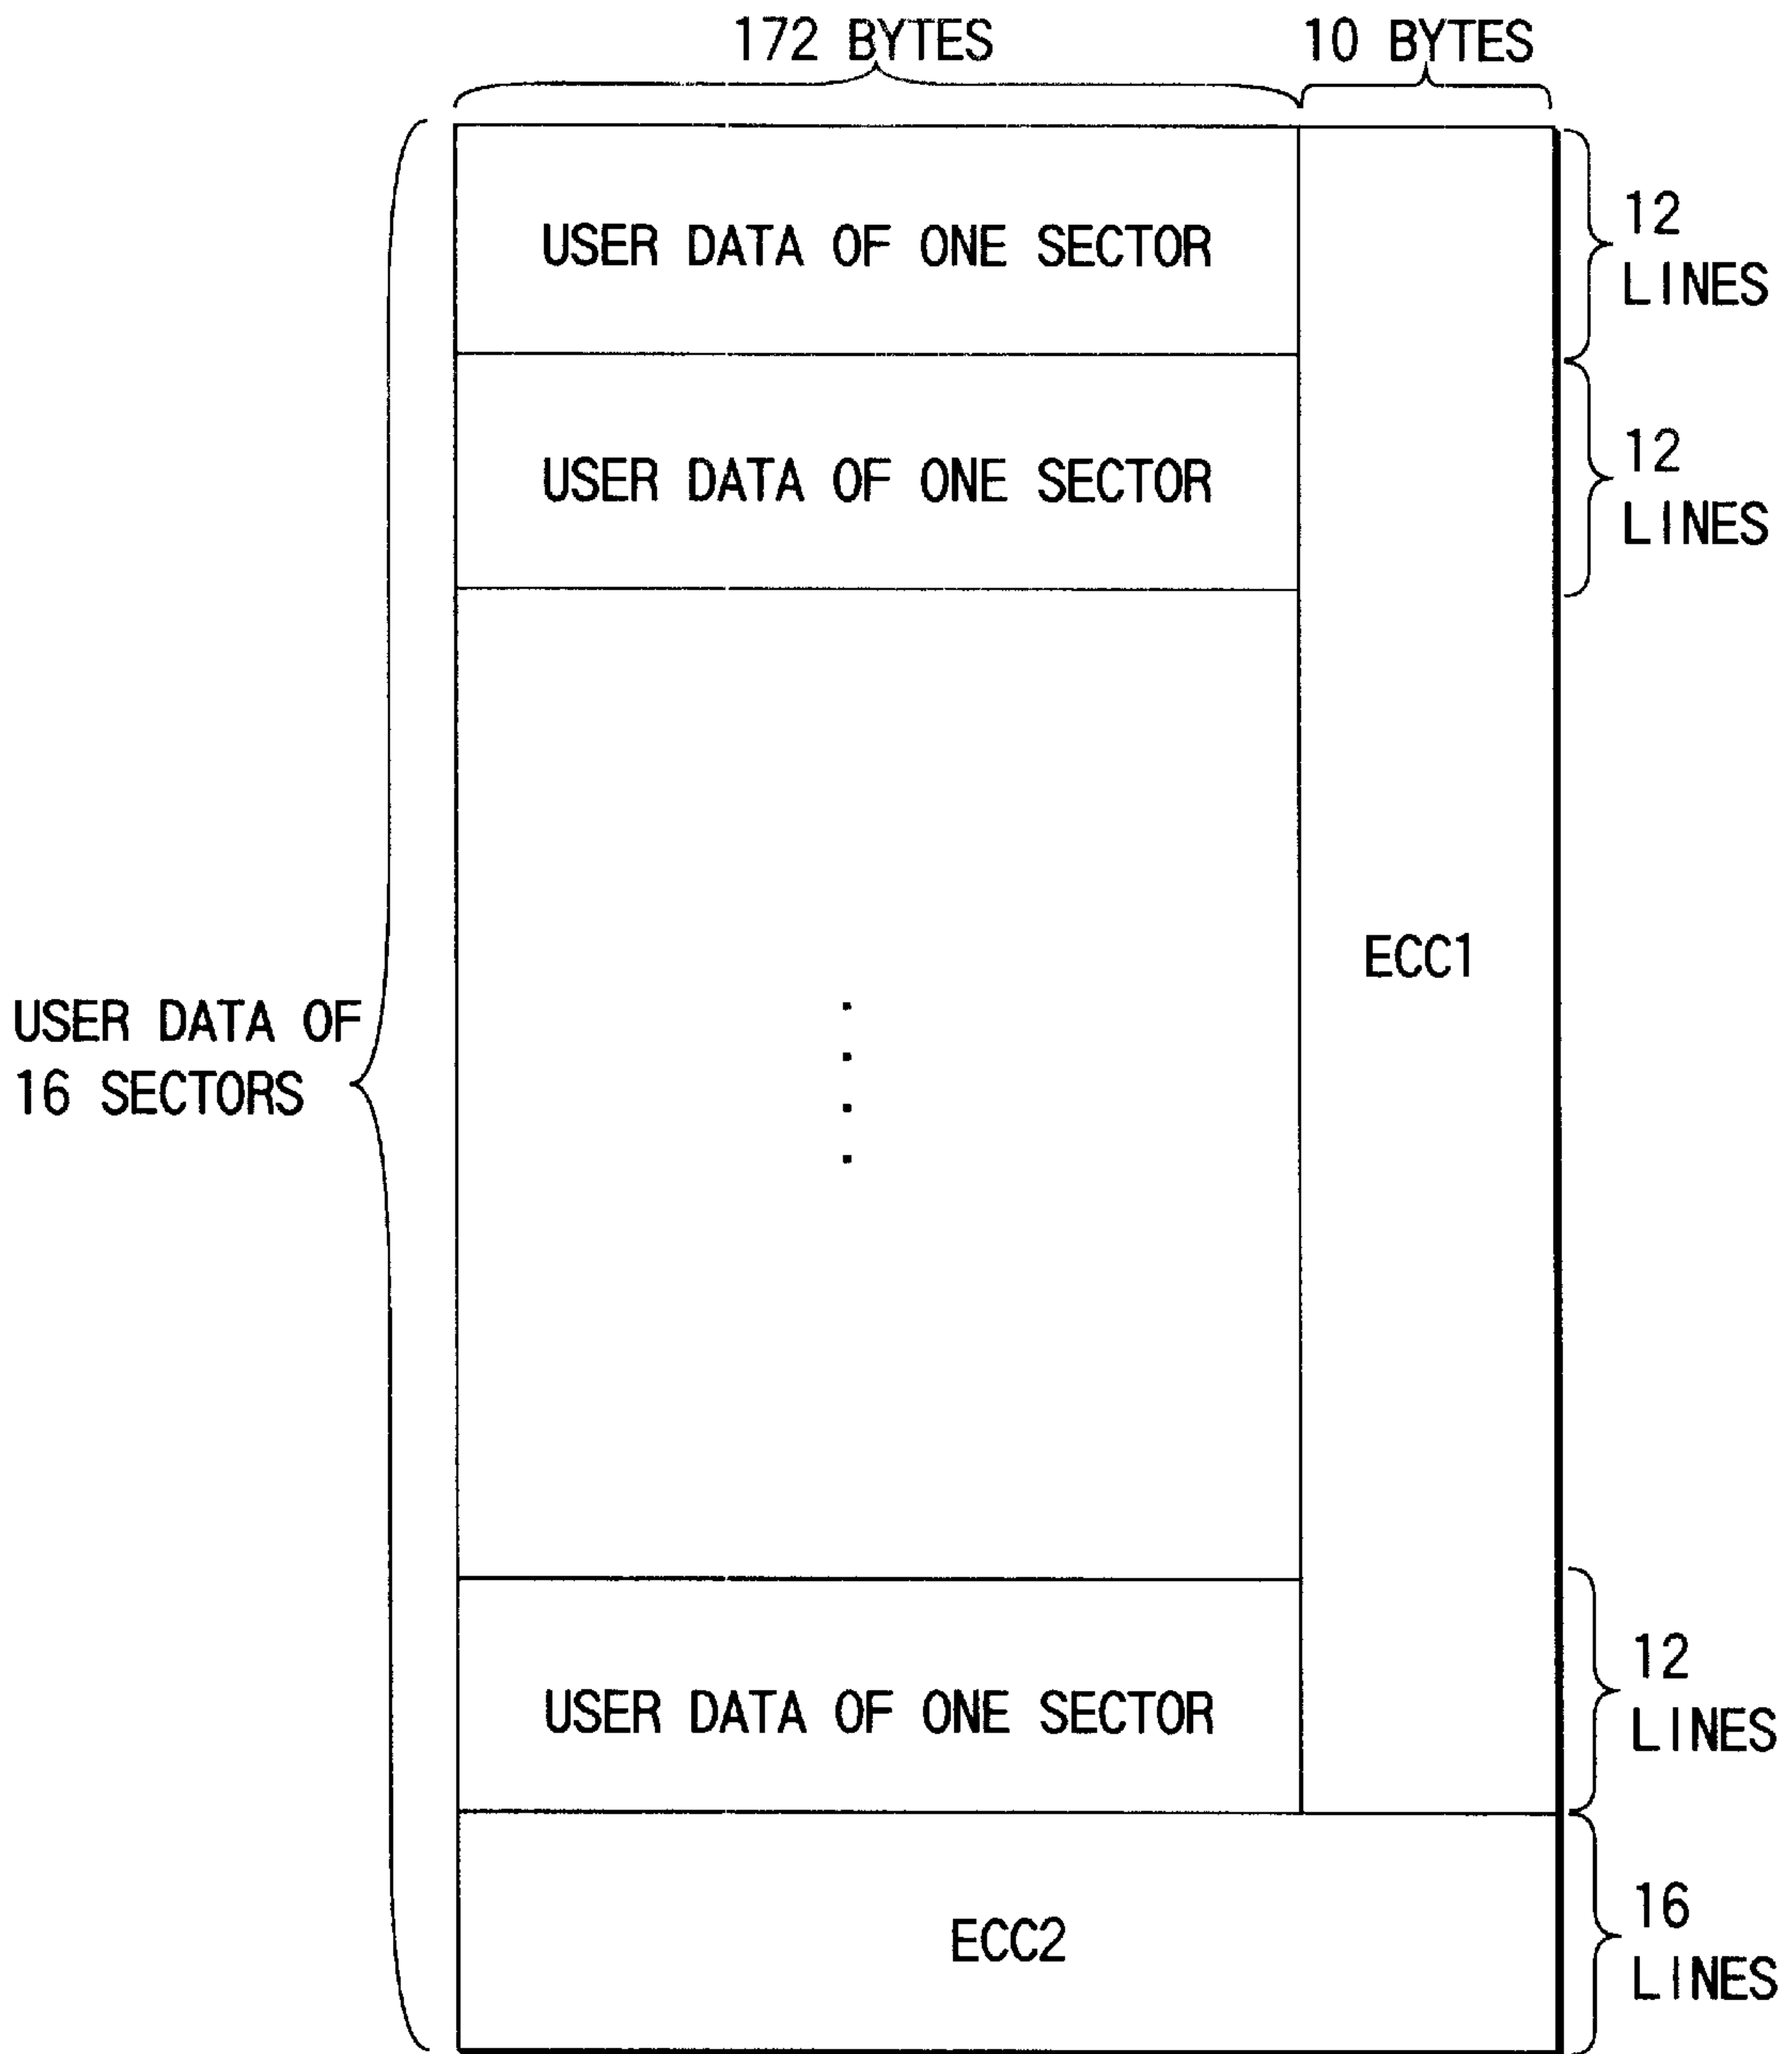 172 BYTES
10 BYTES
USER DATA OF ONE SECTOR
12
LINES
USER DATA OF ONE SECTOR
12
LINES
ECC1
USER DATA OF
16 SECTORS
USER DATA OF ONE SECTOR
12
LINES
ECC2
16
LINES